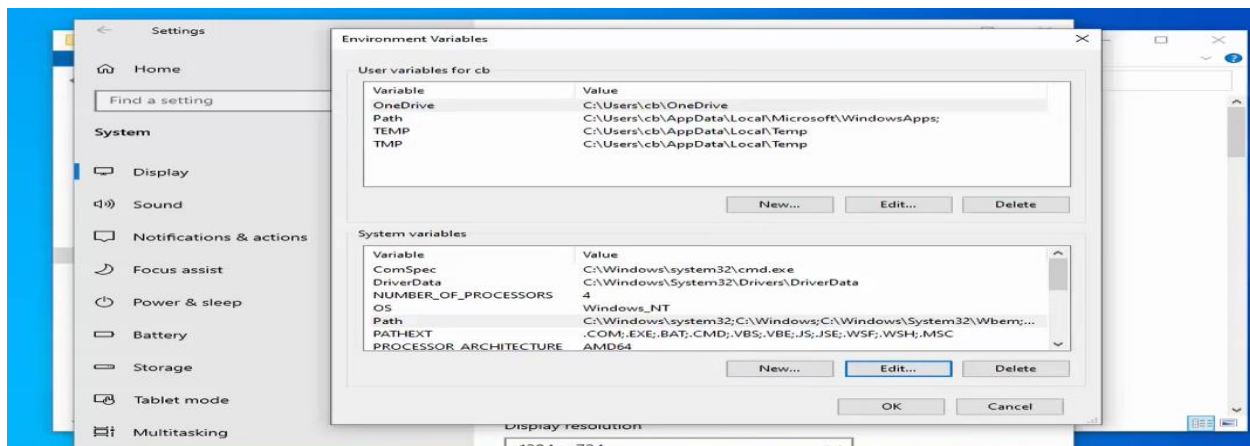 Settings
Home
Find a setting
System
Display
Sound
Notifications & actions
Focus assist
Power & sleep
Battery
Storage
Tablet mode
Multitasking
Environment Variables
User variables for cb
Variable Value
OneDrive C:\Users\cb\OneDrive
Path C:\Users\cb\AppData\Local\Microsoft\WindowsApps;
TEMP C:\Users\cb\AppData\Local\Temp
TMP C:\Users\cb\AppData\Local\Temp
New... Edit... Delete
System variables
Variable Value
ComSpec C:\Windows\system32\cmd.exe
DriverData C:\Windows\System32\Drivers\DriverData
NUMBER_OF_PROCESSORS 4
OS Windows_NT
Path C:\Windows\system32;C:\Windows;C:\Windows\System32\Wbem;...
PATHEXT .COM;.EXE;.BAT;.CMD;.VBS;.VBE;.JS;.JSE;.WSF;.WSH;.MSC
PROCESSOR_ARCHITECTURE AMD64
New... Edit... Delete
OK Cancel
Display resolution